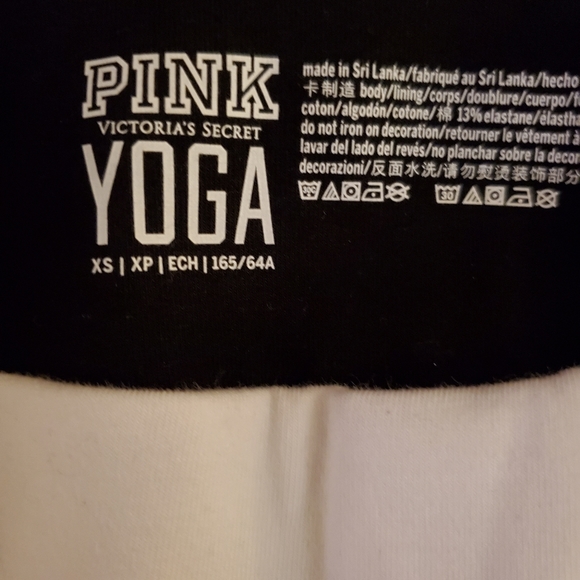 PINK
VICTORIA'S SECRET
YOGA
XS | XP | ECH | 165/64A
made in Sri Lanka/fabriqué au Sri Lanka/hecho
卡制造 body/lining/corps/doublure/cuerpo/
coton/algodón/cotone/棉 13% elastane/élastha
do not iron on decoration/retourner le vêtement à
lavar del lado del revés/no planchar sobre la decor
decorazioni/反面水洗/请勿熨烫装饰部分
30